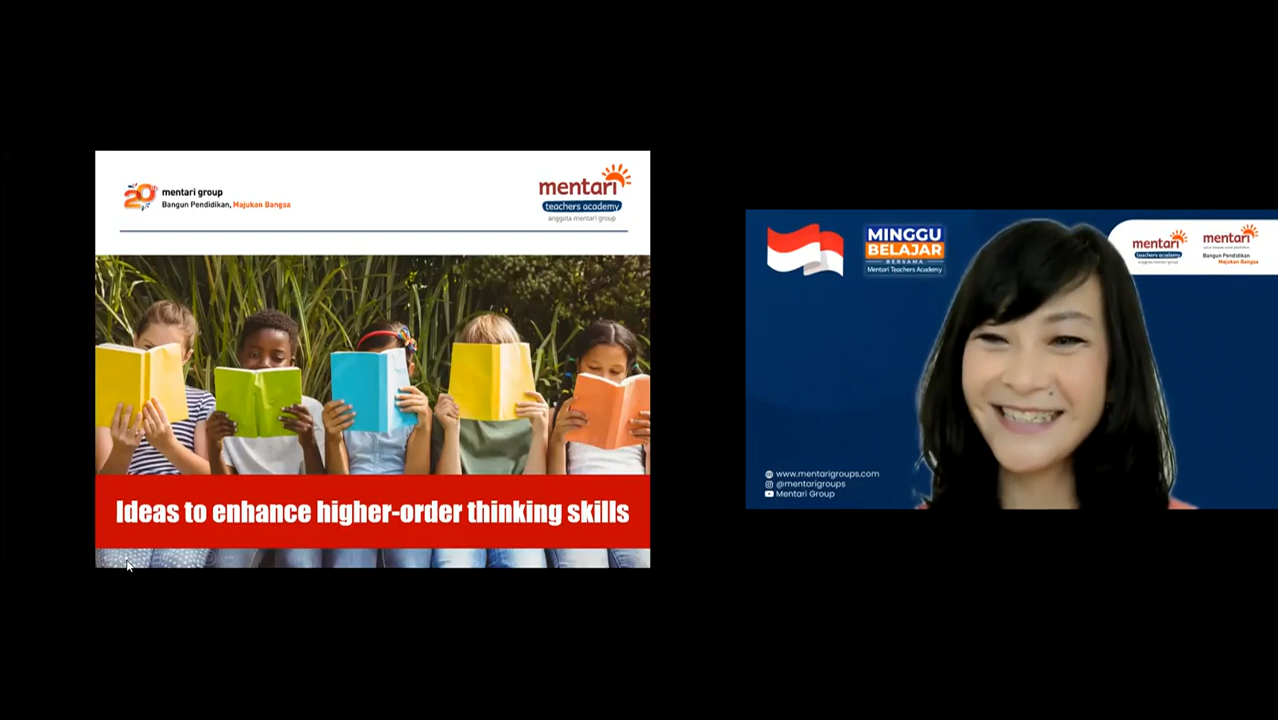 20th
mentari group
Bangun Pendidikan, Majukan Bangsa
mentari
teachers academy
anggota mentari group
Ideas to enhance higher-order thinking skills
MINGGU
BELAJAR
BERSAMA
Mentari Teachers Academy
mentari
teachers academy
anggota mentari group
mentari
Bangun Pendidikan
Majukan Bangsa
www.mentarigroups.com
@mentarigroups
Mentari Group